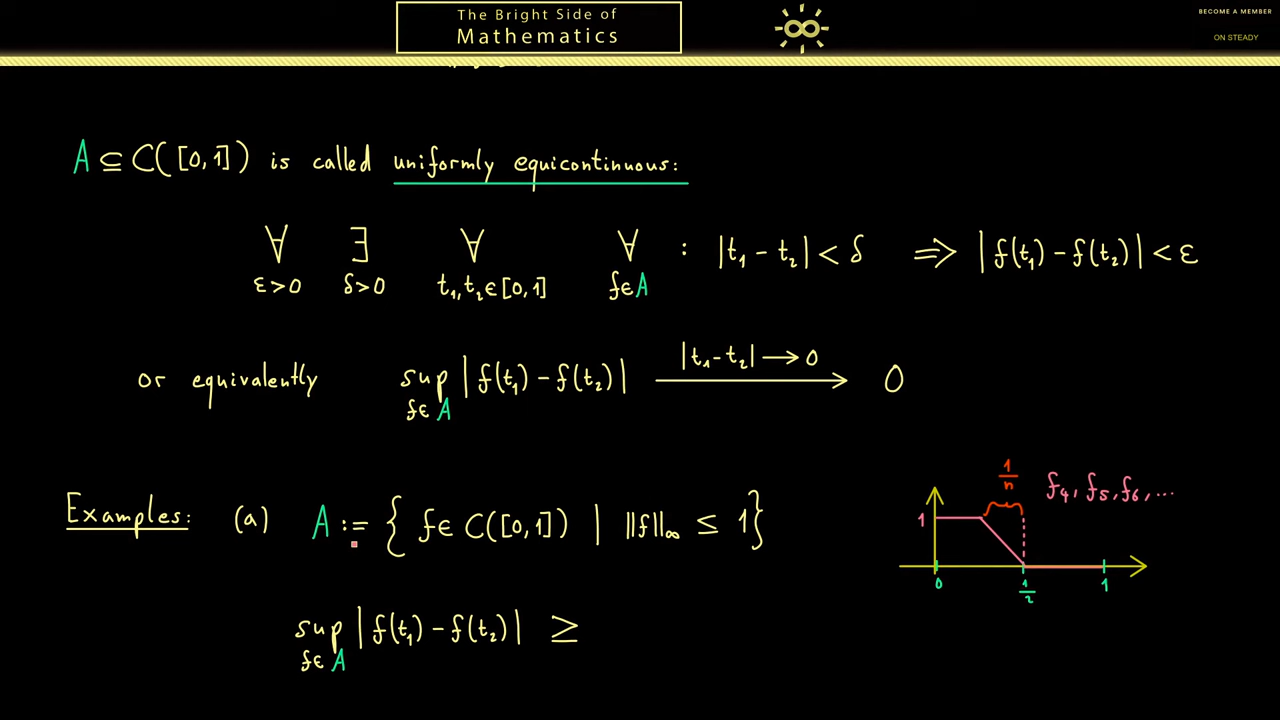 The Bright Side of
Mathematics
BECOME A MEMBER
ON STEADY
A ⊆ C([0,1]) is called uniformly equicontinuous:
∀ ∃ ∀ ∀ : |t₁ - t₂| < δ ⇒ |f(t₁) - f(t₂)| < ε
ε>0 δ>0 t₁,t₂∈[0,1] f∈A
or equivalently sup |f(t₁) - f(t₂)| |t₁-t₂| → 0 0
f∈A
1/n f₄, f₅, f₆, ...
Examples: (a) A := { f∈ C([0,1]) | ‖f‖∞ ≤ 1}
1
0 1/2 1
sup |f(t₁) - f(t₂)| ≥
f∈A